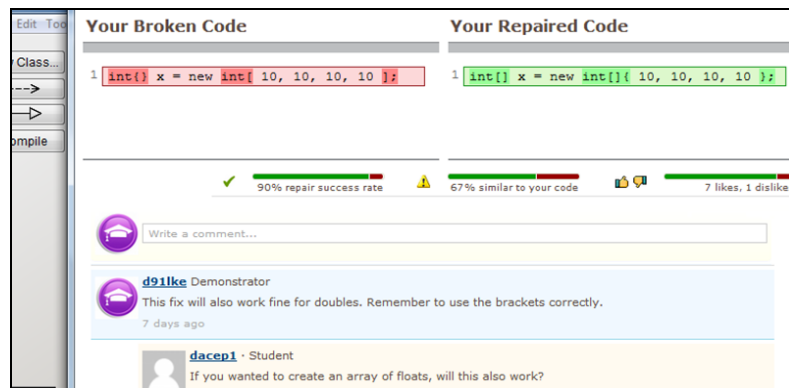 Edit Too
Your Broken Code
Your Repaired Code
Class...
1 int{} x = new int[ 10, 10, 10, 10 ];
1 int[] x = new int[]{ 10, 10, 10, 10 };
90% repair success rate
67% similar to your code
7 likes, 1 dislike
Write a comment...
d91lke Demonstrator
This fix will also work fine for doubles. Remember to use the brackets correctly.
7 days ago
dacep1 · Student
If you wanted to create an array of floats, will this also work?